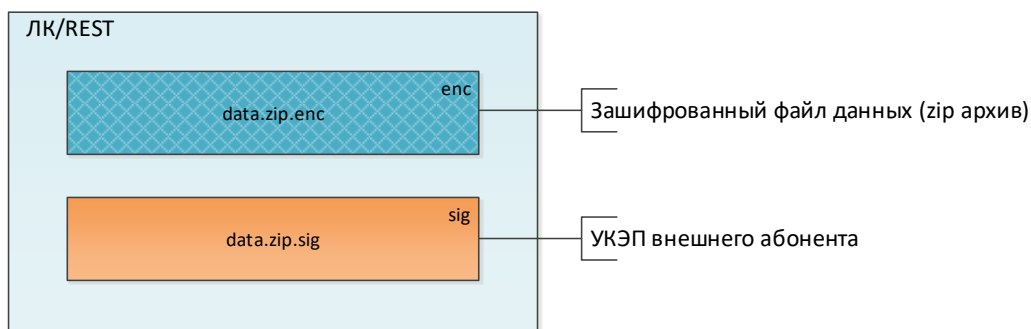 ЛК/REST
enc
data.zip.enc
Зашифрованный файл данных (zip архив)
sig
data.zip.sig
УКЭП внешнего абонента